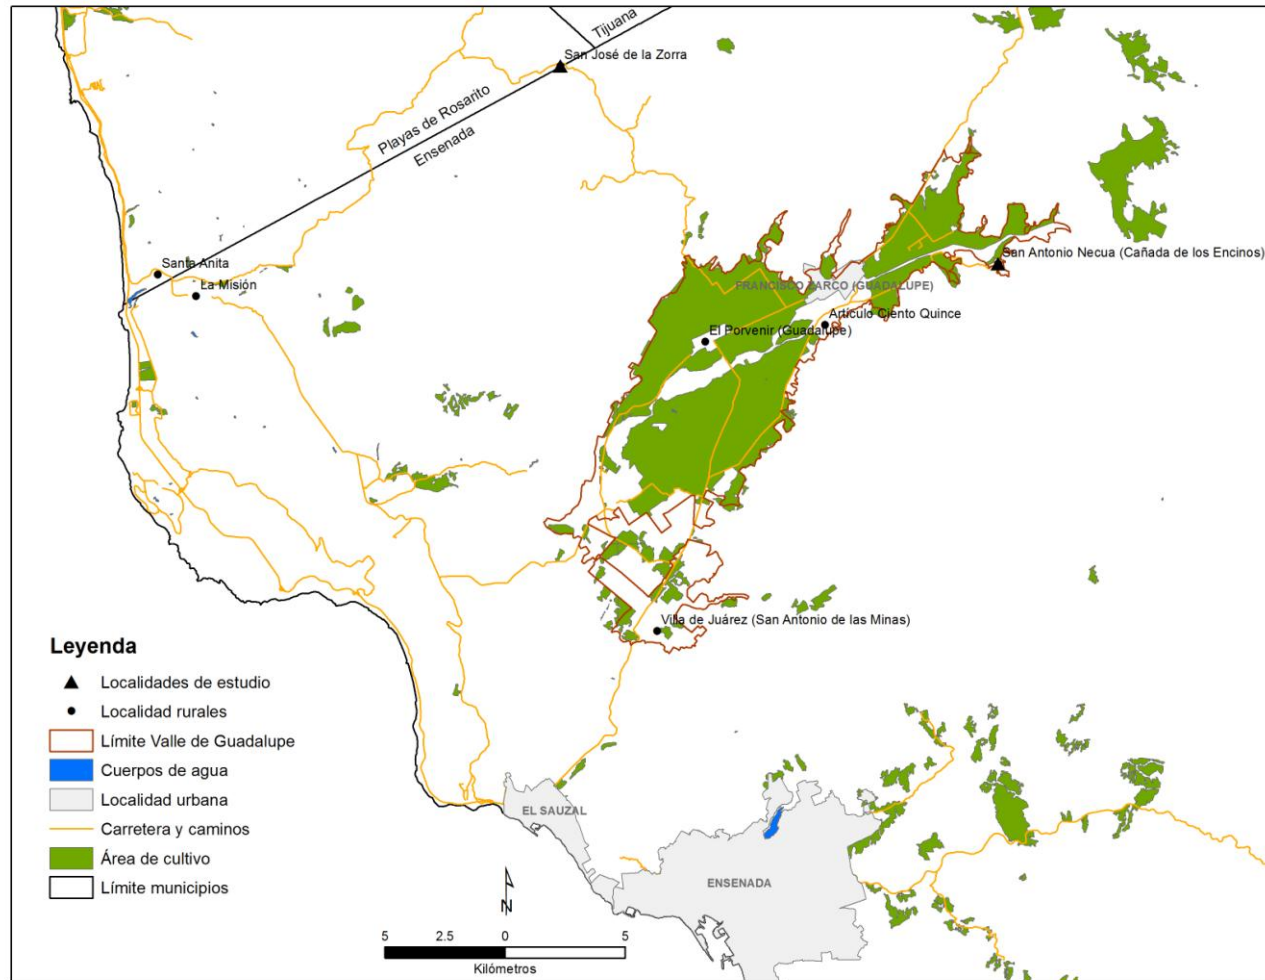 Tijuana
San José de la Zorra
Playas de Rosarito
Ensenada
San Antonio Necua (Cañada de los Encinos)
Santa Anita
La Misión
FRANCISCO ZARCO (GUADALUPE)
Artículo Ciento Quince
El Porvenir (Guadalupe)
Villa de Juárez (San Antonio de las Minas)
Leyenda
Localidades de estudio
Localidad rurales
Límite Valle de Guadalupe
Cuerpos de agua
Localidad urbana
Carretera y caminos
Área de cultivo
Límite municipios
EL SAUZAL
ENSENADA
N
5 2.5 0 5
Kilómetros